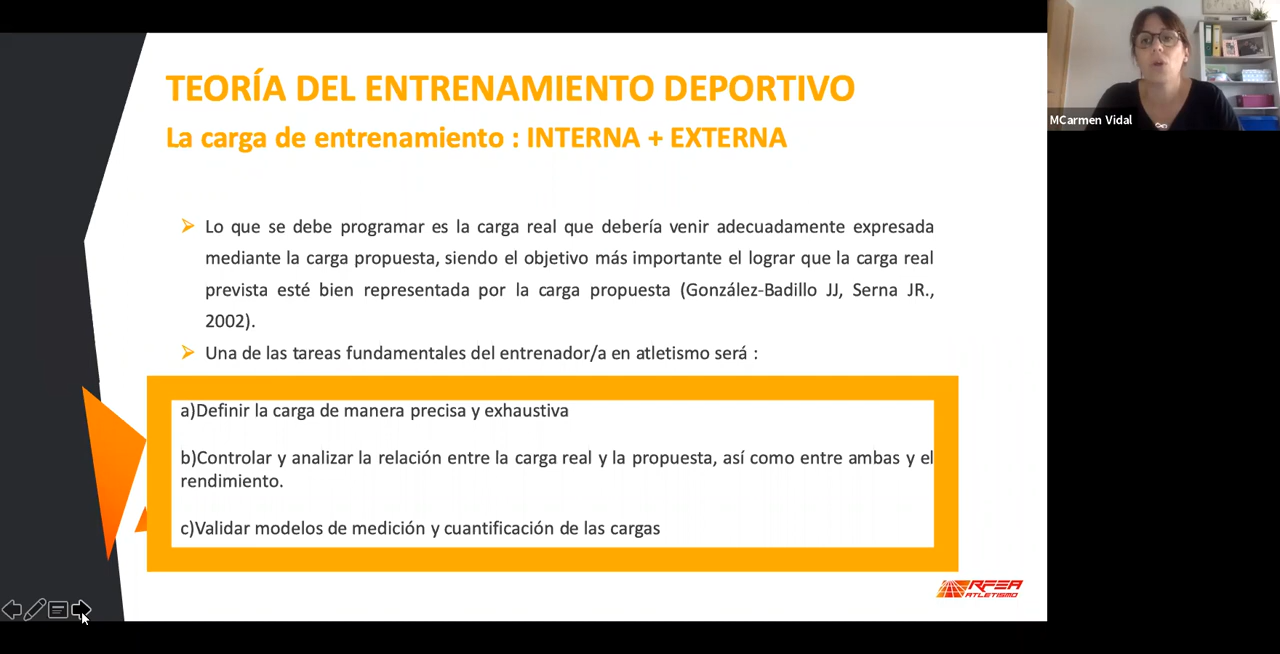 TEORÍA DEL ENTRENAMIENTO DEPORTIVO
La carga de entrenamiento : INTERNA + EXTERNA
Lo que se debe programar es la carga real que debería venir adecuadamente expresada
mediante la carga propuesta, siendo el objetivo más importante el lograr que la carga real
prevista esté bien representada por la carga propuesta (González-Badillo JJ, Serna JR.,
2002).
Una de las tareas fundamentales del entrenador/a en atletismo será :
a)Definir la carga de manera precisa y exhaustiva
b)Controlar y analizar la relación entre la carga real y la propuesta, así como entre ambas y el
rendimiento.
c)Validar modelos de medición y cuantificación de las cargas
RFEA
ATLETISMO
MCarmen Vidal